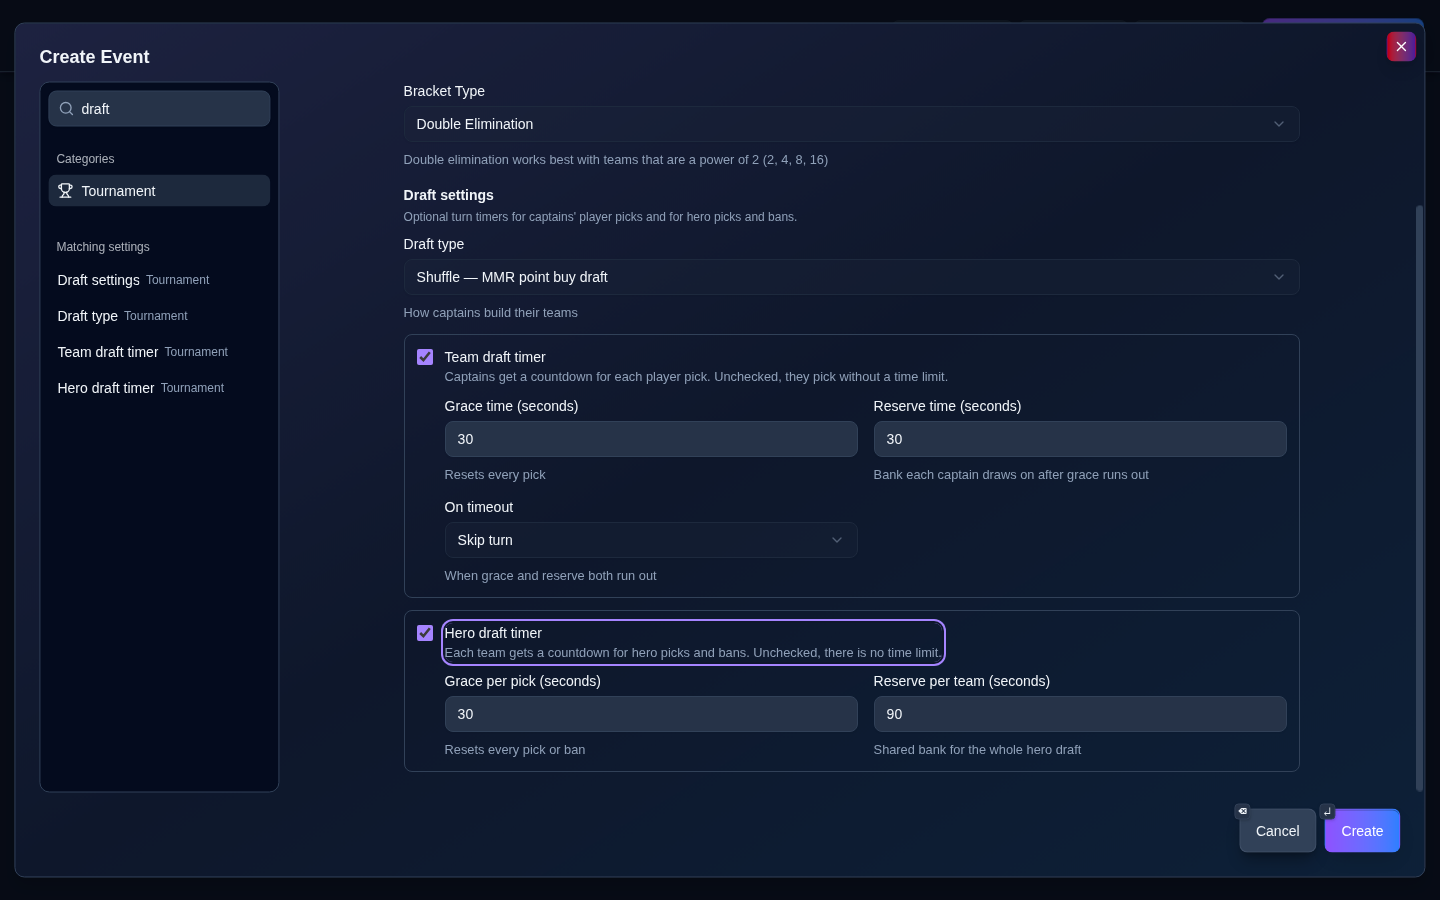 Create Event
draft
Categories
Tournament
Matching settings
Draft settings Tournament
Draft type Tournament
Team draft timer Tournament
Hero draft timer Tournament
Bracket Type
Double Elimination
Double elimination works best with teams that are a power of 2 (2, 4, 8, 16)
Draft settings
Optional turn timers for captains' player picks and for hero picks and bans.
Draft type
Shuffle — MMR point buy draft
How captains build their teams
Team draft timer
Captains get a countdown for each player pick. Unchecked, they pick without a time limit.
Grace time (seconds)
30
Resets every pick
Reserve time (seconds)
30
Bank each captain draws on after grace runs out
On timeout
Skip turn
When grace and reserve both run out
Hero draft timer
Each team gets a countdown for hero picks and bans. Unchecked, there is no time limit.
Grace per pick (seconds)
30
Resets every pick or ban
Reserve per team (seconds)
90
Shared bank for the whole hero draft
Cancel
Create